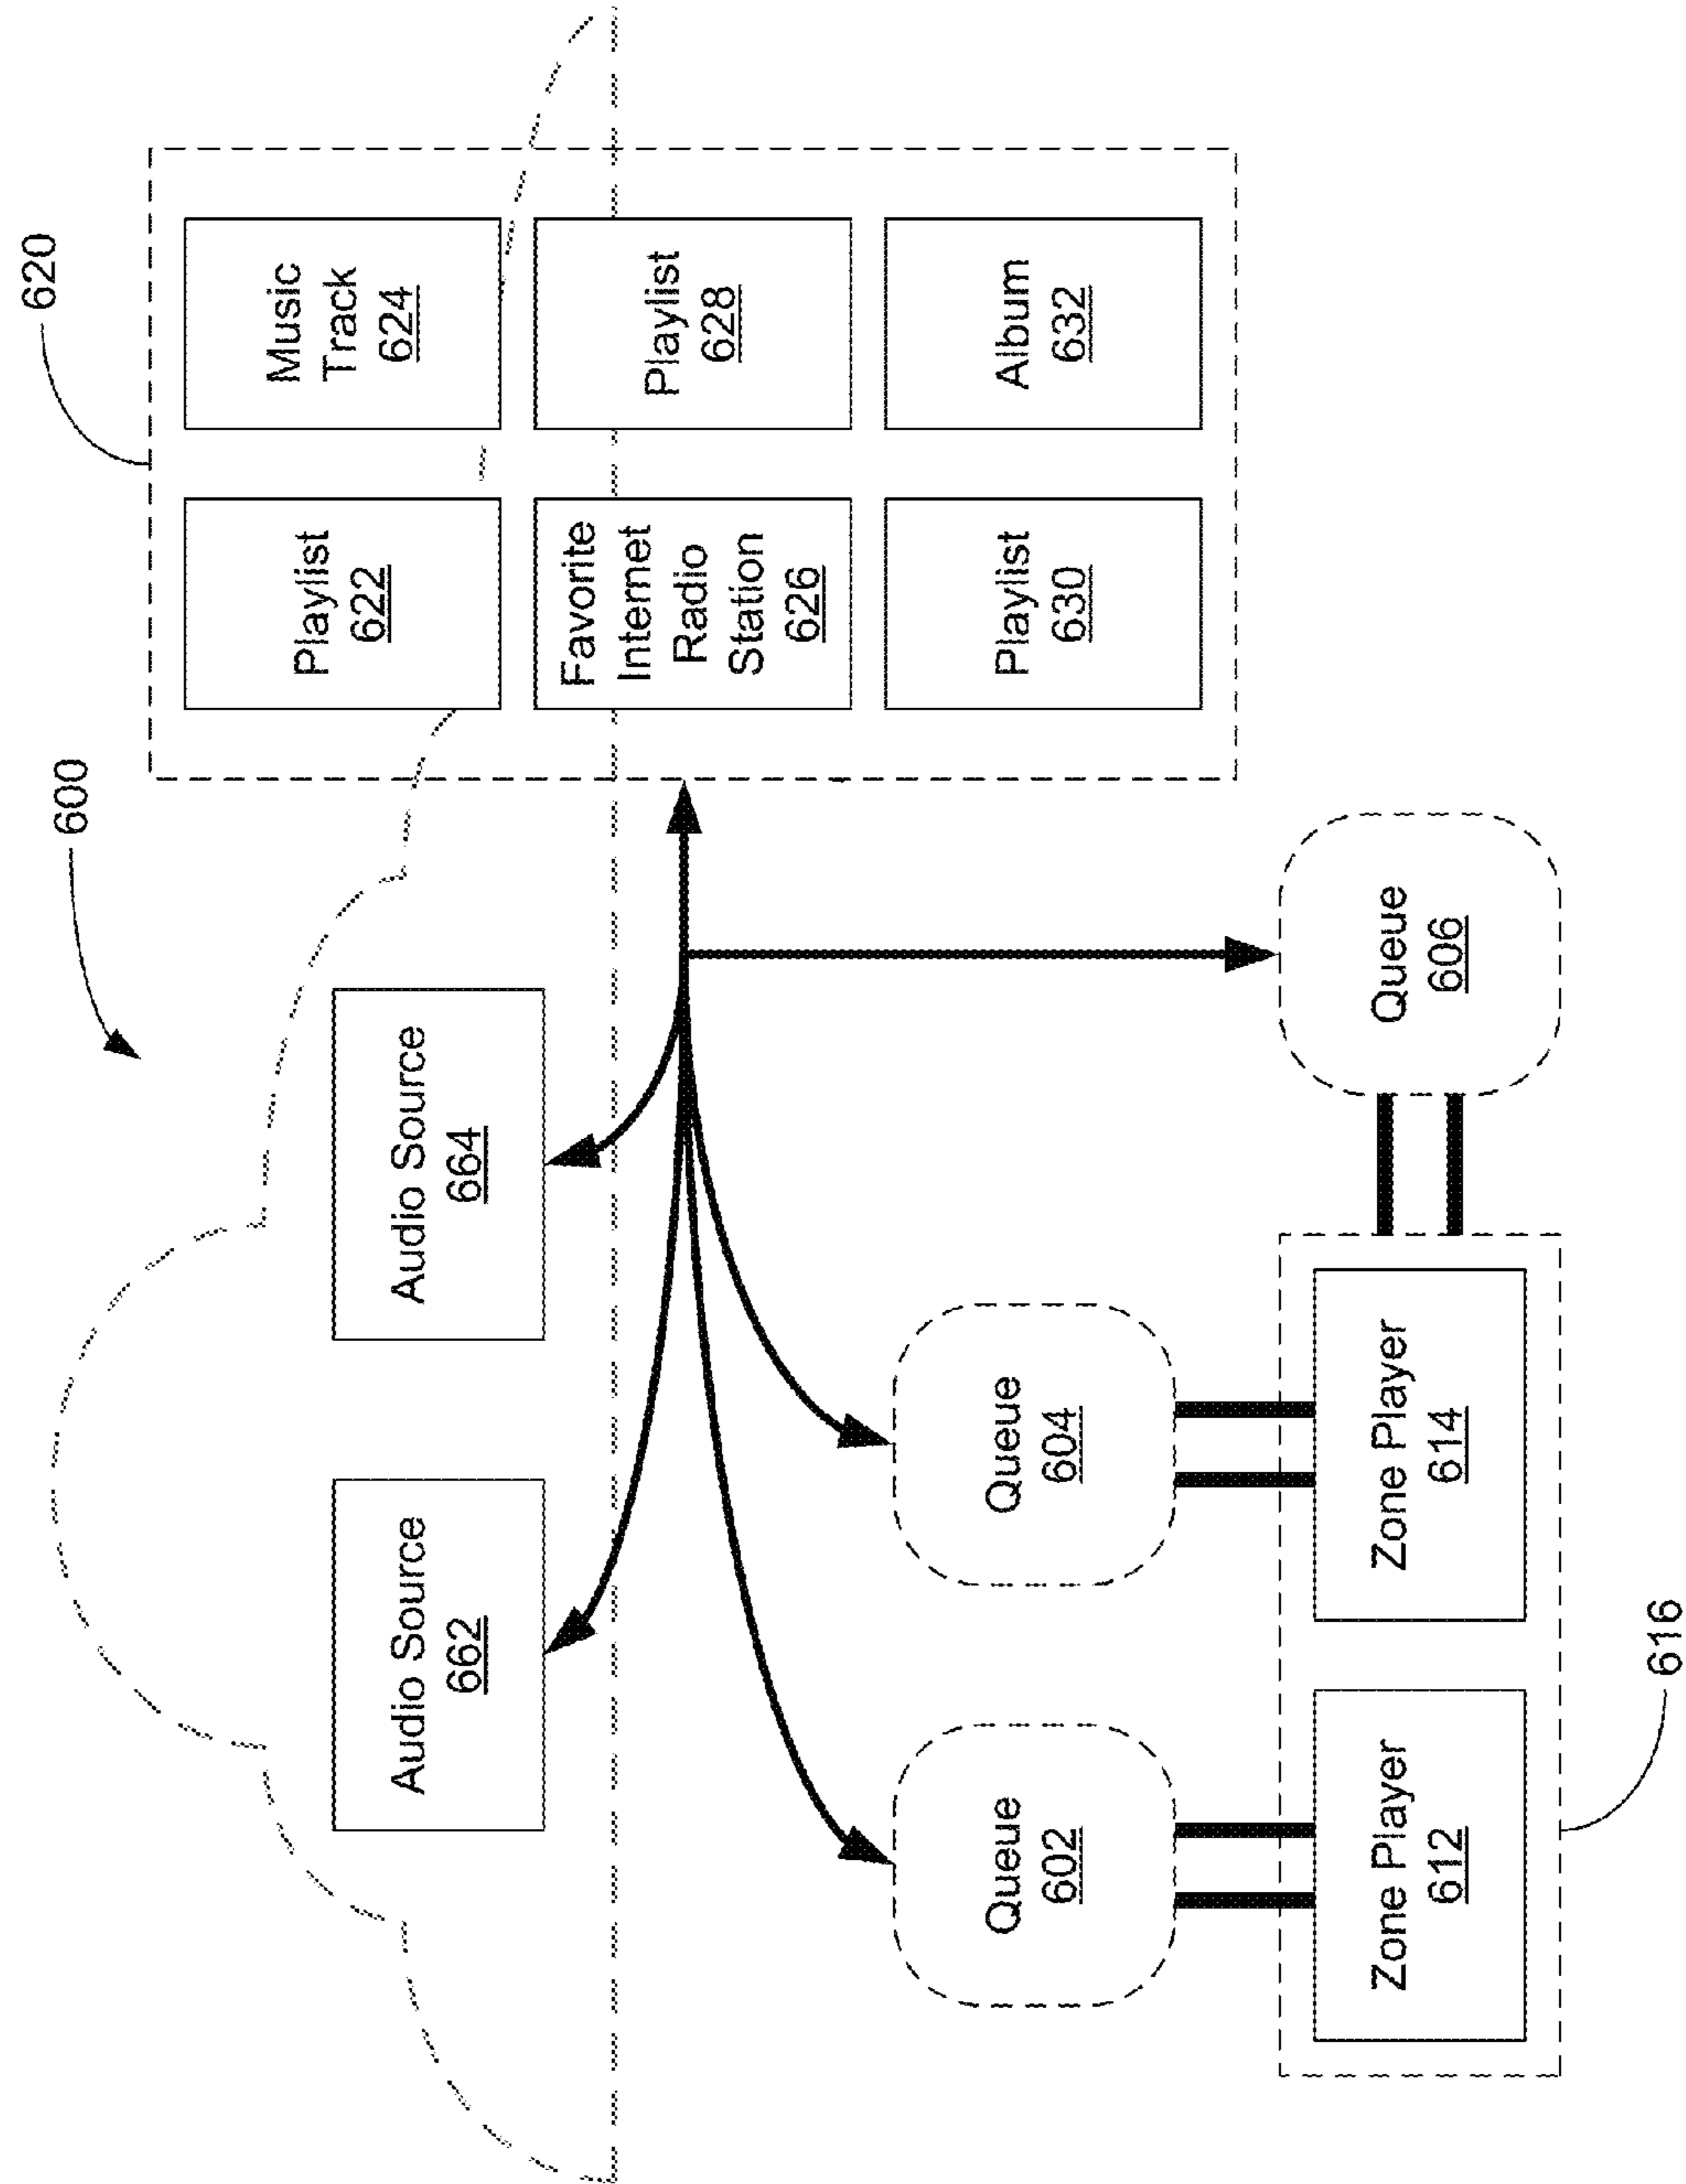 600
620
Audio Source
662
Audio Source
664
Playlist
622
Music
Track
624
Favorite
Internet
Radio
Station
626
Playlist
628
Playlist
630
Album
632
Queue
602
Queue
604
Queue
606
Zone Player
612
Zone Player
614
616